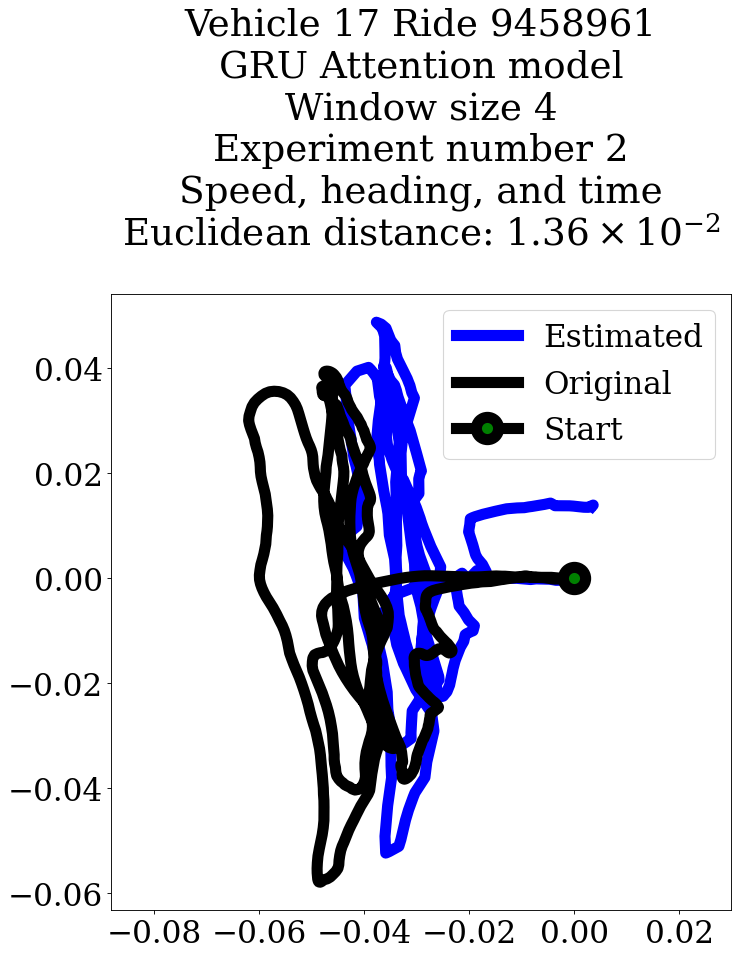 Vehicle 17 Ride 9458961
GRU Attention model
Window size 4
Experiment number 2
Speed, heading, and time
Euclidean distance: 1.36 × 10⁻²
Estimated
Original
Start
0.04
0.02
0.00
−0.02
−0.04
−0.06
−0.08 −0.06 −0.04 −0.02 0.00 0.02